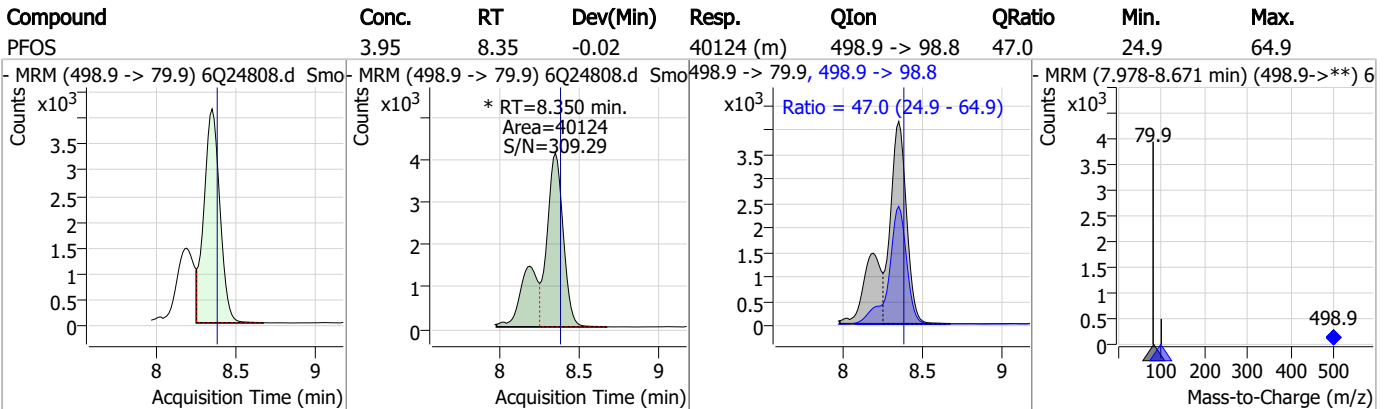 Compound Conc. RT Dev(Min) Resp. QIon QRatio Min. Max.
PFOS 3.95 8.35 -0.02 40124 (m) 498.9 -> 98.8 47.0 24.9 64.9
- MRM (498.9 -> 79.9) 6Q24808.d Smo
Counts
x10³
3.5
3
2.5
2
1.5
1
0.5
0
8 8.5 9
Acquisition Time (min)
- MRM (498.9 -> 79.9) 6Q24808.d Smo
Counts
x10³
* RT=8.350 min.
Area=40124
S/N=309.29
4
3
2
1
0
8 8.5 9
Acquisition Time (min)
498.9 -> 79.9, 498.9 -> 98.8
Counts
x10³
Ratio = 47.0 (24.9 - 64.9)
3.5
3
2.5
2
1.5
1
0.5
0
8 8.5 9
Acquisition Time (min)
- MRM (7.978-8.671 min) (498.9->**) 6
Counts
x10³
79.9
4
3.5
3
2.5
2
1.5
1
0.5
0
498.9
100 200 300 400 500
Mass-to-Charge (m/z)